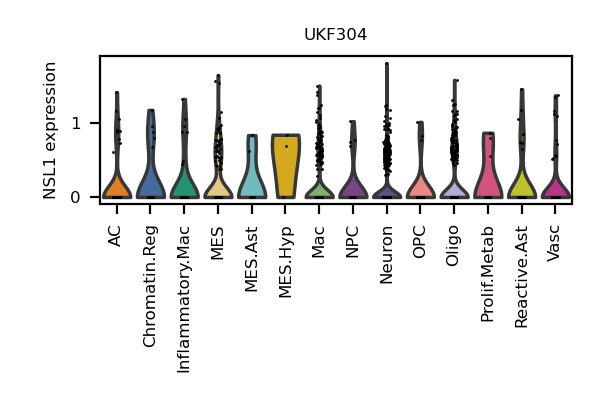 UKF304
NSL1 expression
1
0
AC
Chromatin.Reg
Inflammatory.Mac
MES
MES.Ast
MES.Hyp
Mac
NPC
Neuron
OPC
Oligo
Prolif.Metab
Reactive.Ast
Vasc